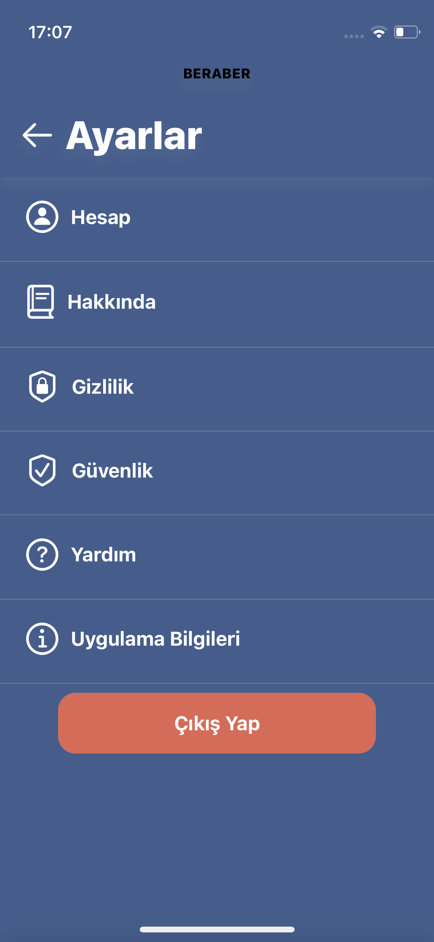 17:07
BERABER
Ayarlar
Hesap
Hakkında
Gizlilik
Güvenlik
Yardım
Uygulama Bilgileri
Çıkış Yap